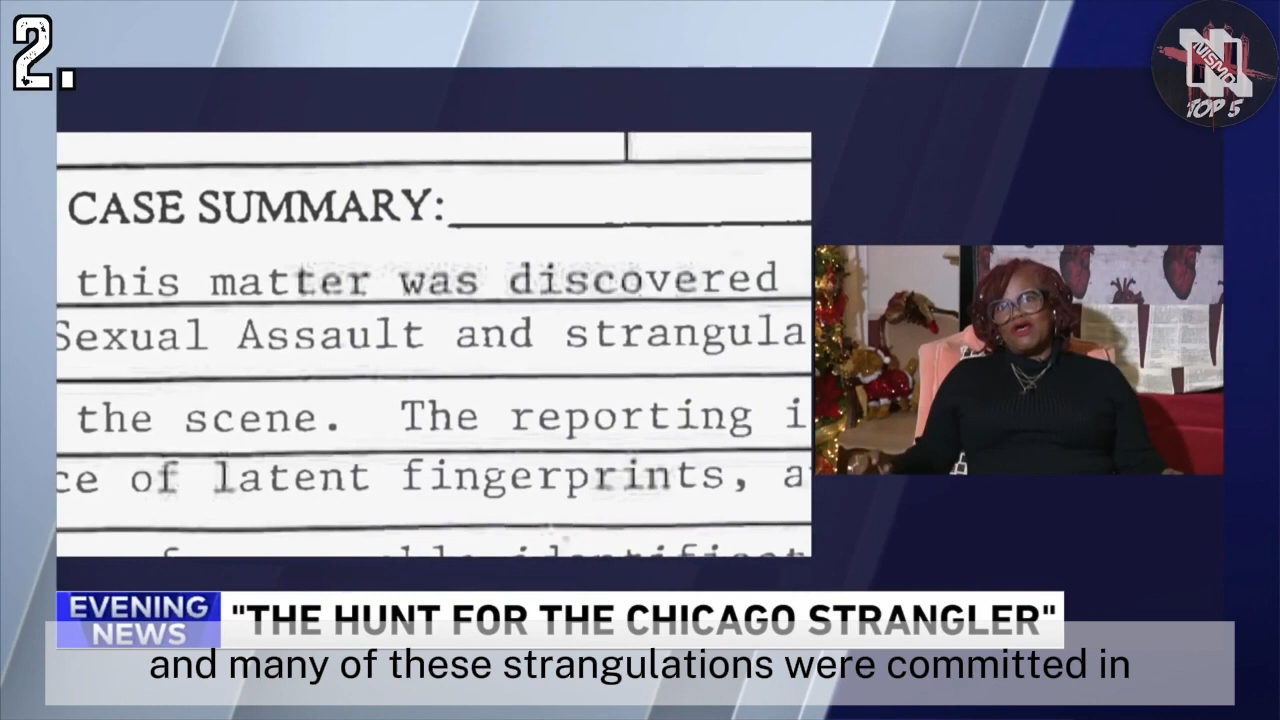 2.
NISMO
TOP 5
CASE SUMMARY:
this matter was discovered
Sexual Assault and strangula
the scene. The reporting i
ce of latent fingerprints, a
EVENING
NEWS
"THE HUNT FOR THE CHICAGO STRANGLER"
and many of these strangulations were committed in